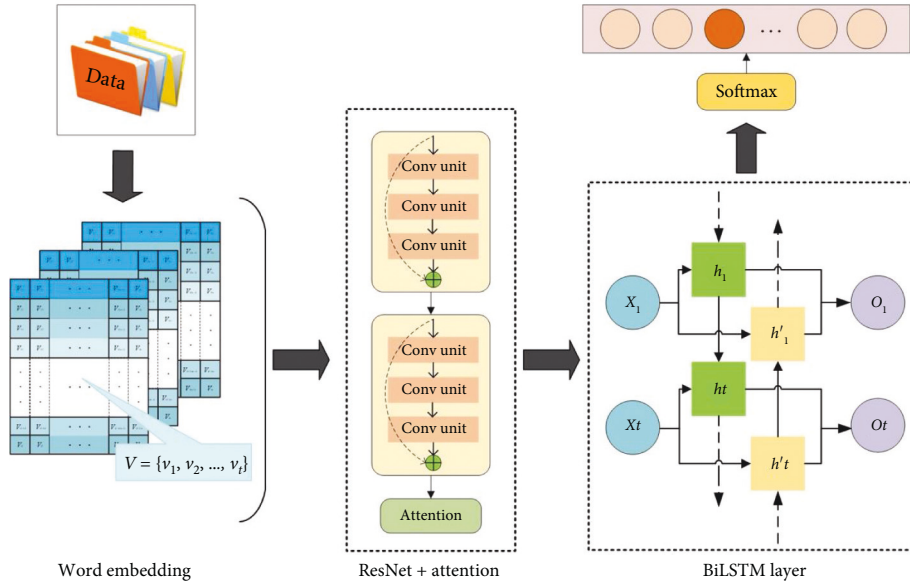 Data
V = {v₁, v₂, ..., vₜ}
Word embedding
Conv unit
Conv unit
Conv unit
Conv unit
Conv unit
Conv unit
Attention
ResNet + attention
...
Softmax
X₁
h₁
h'₁
O₁
Xt
ht
h't
Ot
BiLSTM layer